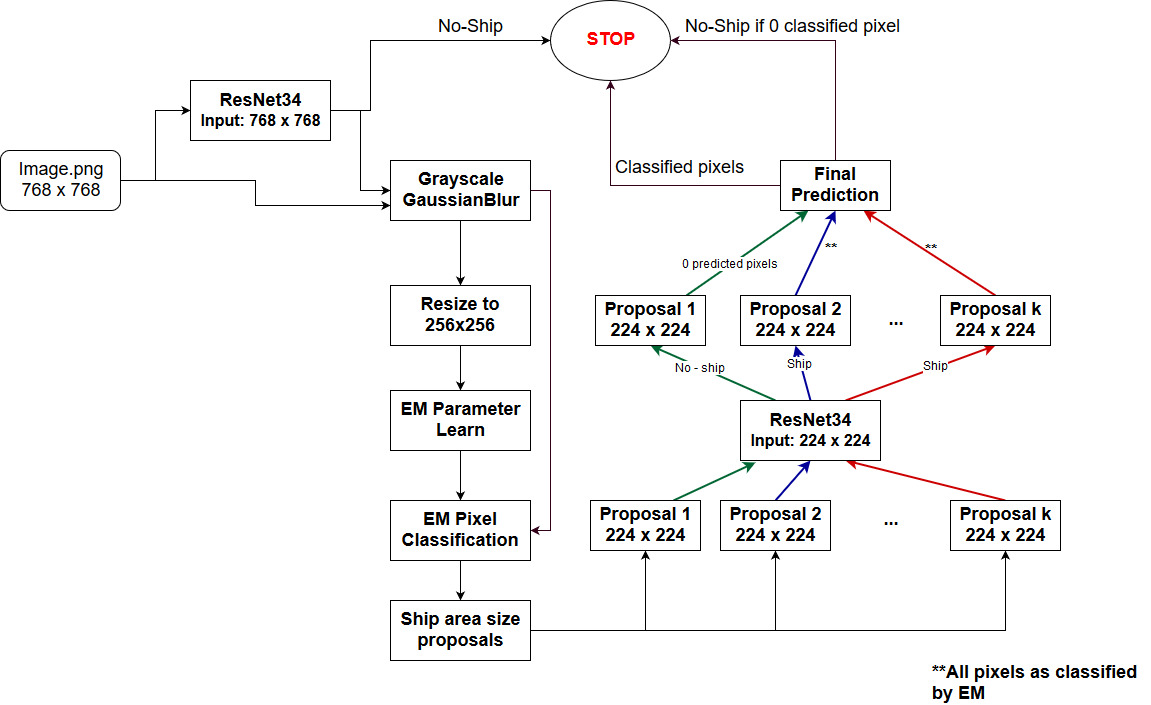 No-Ship
STOP
No-Ship if 0 classified pixel
ResNet34
Input: 768 x 768
Image.png
768 x 768
Grayscale
GaussianBlur
Classified pixels
Final
Prediction
**
**
0 predicted pixels
Resize to
256x256
Proposal 1
224 x 224
Proposal 2
224 x 224
...
Proposal k
224 x 224
No - ship
Ship
Ship
EM Parameter
Learn
ResNet34
Input: 224 x 224
EM Pixel
Classification
Proposal 1
224 x 224
Proposal 2
224 x 224
...
Proposal k
224 x 224
Ship area size
proposals
**All pixels as classified
by EM